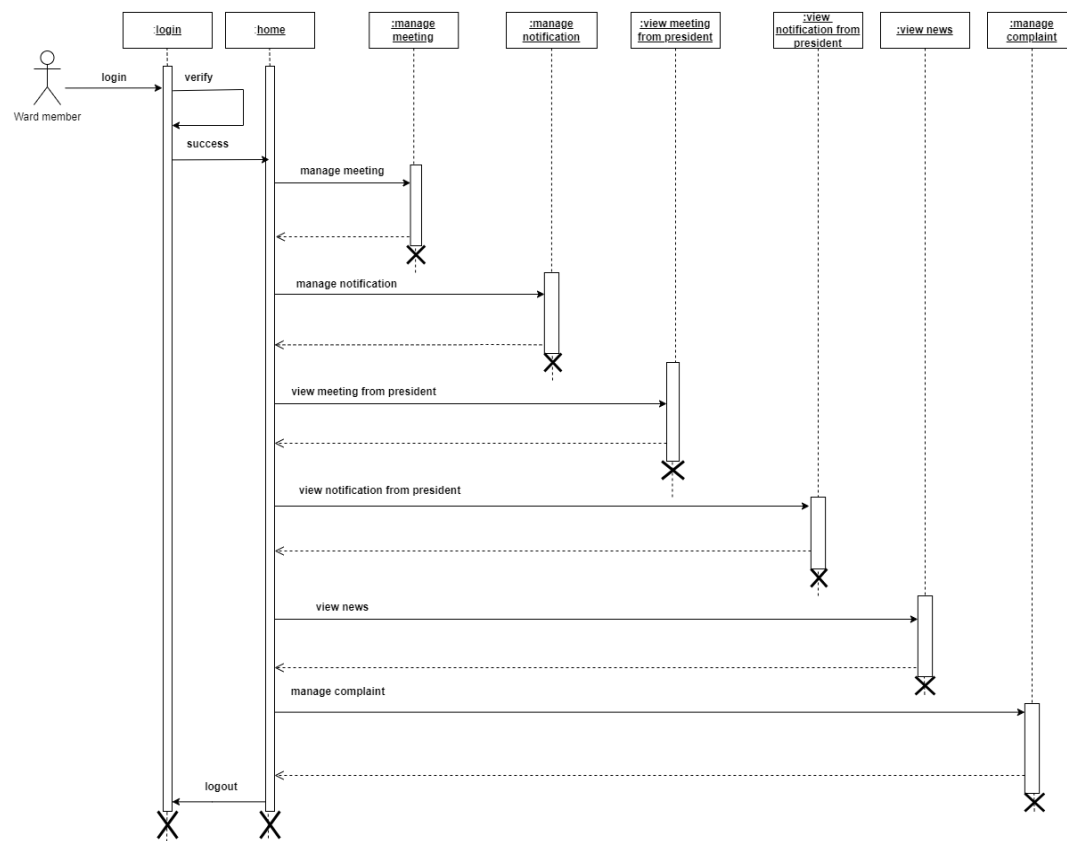 :login
:home
:manage
meeting
:manage
notification
:view meeting
from president
:view
notification from
president
:view news
:manage
complaint
login
verify
Ward member
success
manage meeting
manage notification
view meeting from president
view notification from president
view news
manage complaint
logout